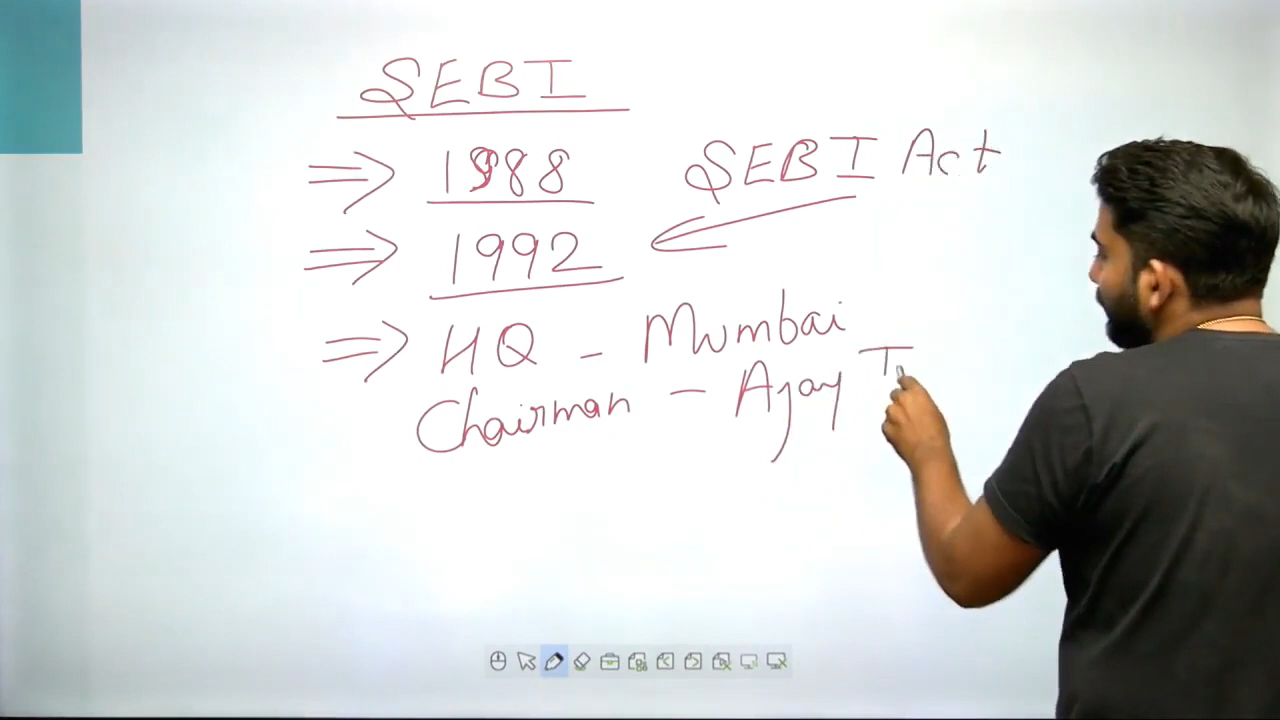 SEBI
⇒ 1988
SEBI Act
⇒ 1992
⇒ HQ - Mumbai
Chairman - Ajay T